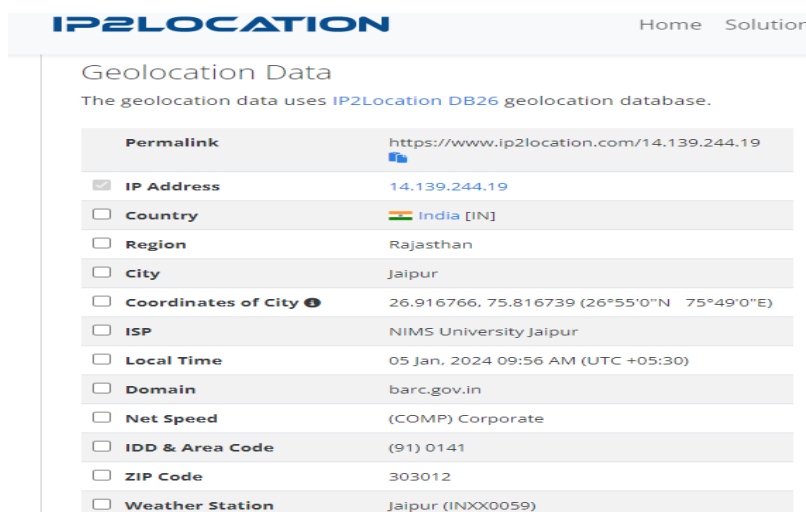 IP2LOCATION Home Solution
Geolocation Data
The geolocation data uses IP2Location DB26 geolocation database.
Permalink https://www.ip2location.com/14.139.244.19
IP Address 14.139.244.19
Country India [IN]
Region Rajasthan
City Jaipur
Coordinates of City 26.916766, 75.816739 (26°55'0"N 75°49'0"E)
ISP NIMS University Jaipur
Local Time 05 Jan, 2024 09:56 AM (UTC +05:30)
Domain barc.gov.in
Net Speed (COMP) Corporate
IDD & Area Code (91) 0141
ZIP Code 303012
Weather Station Jaipur (INXX0059)